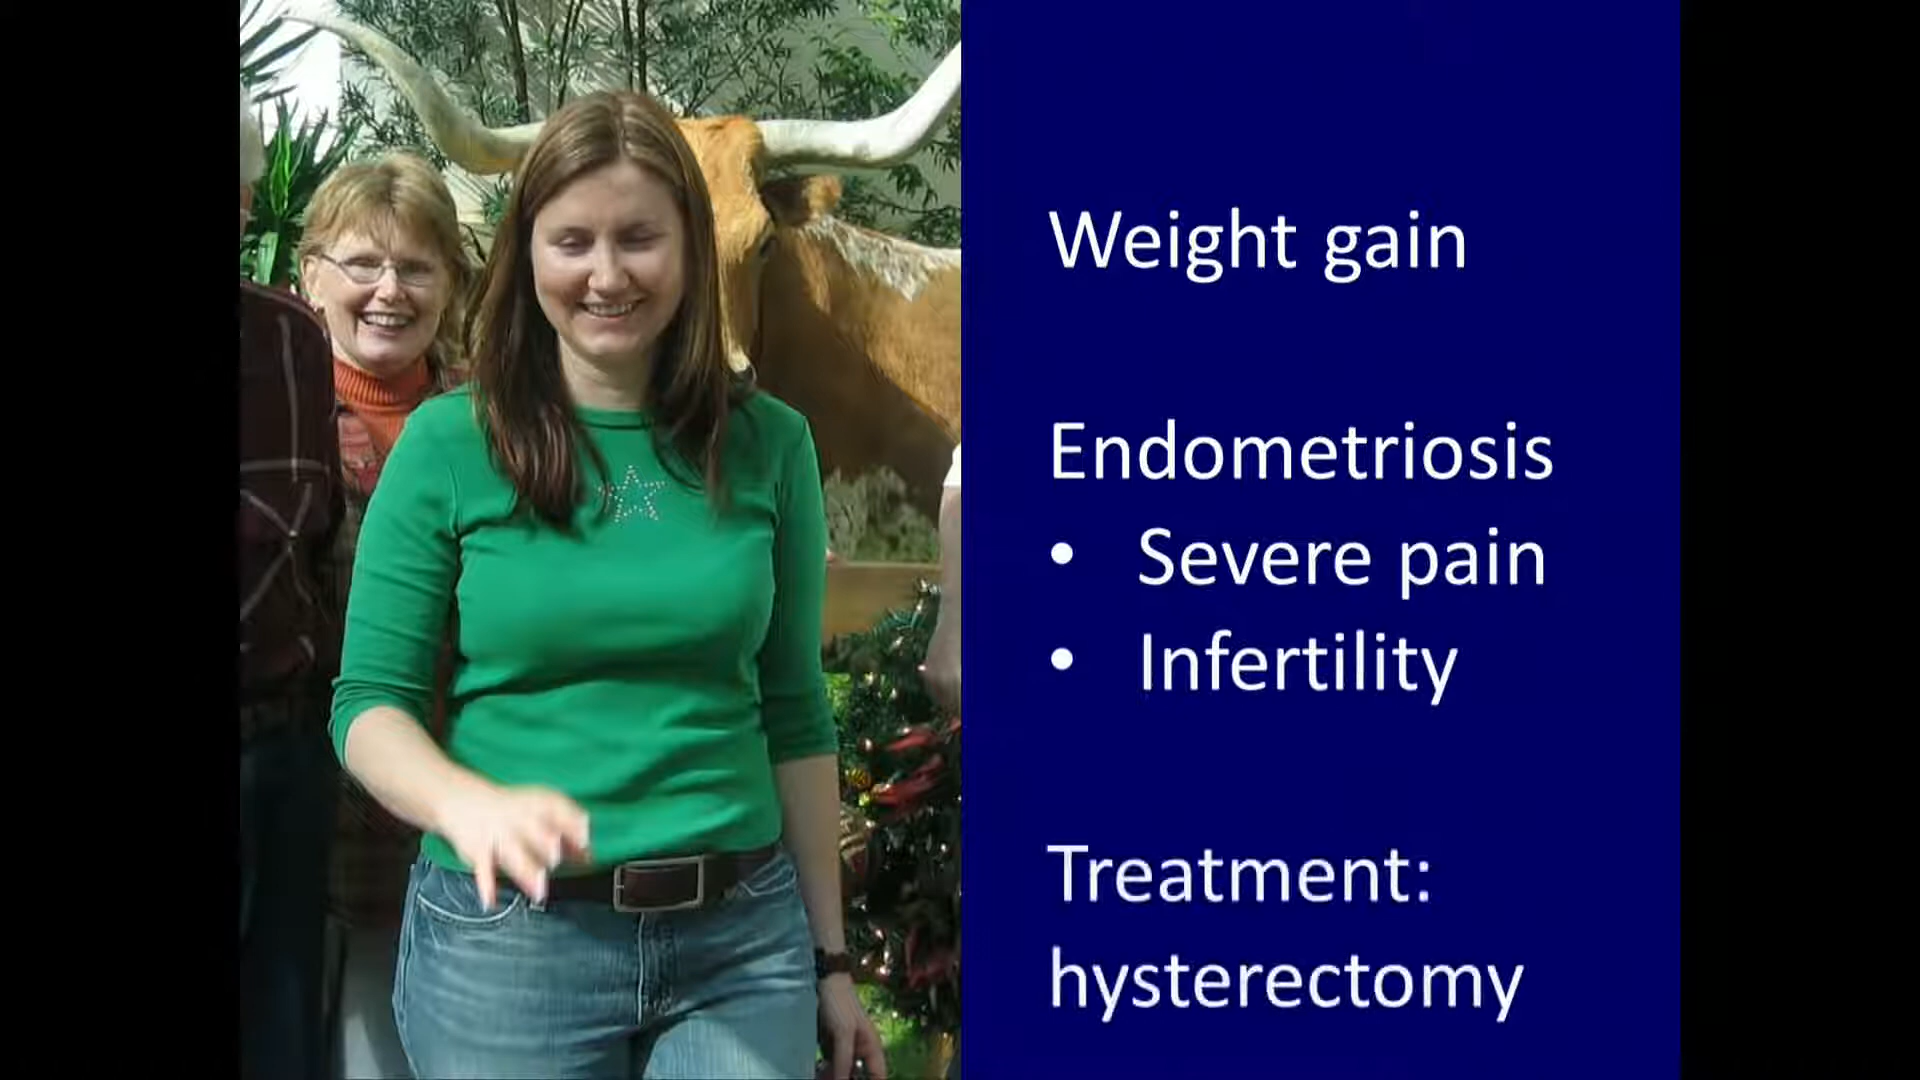 Weight gain
Endometriosis
• Severe pain
• Infertility
Treatment:
hysterectomy